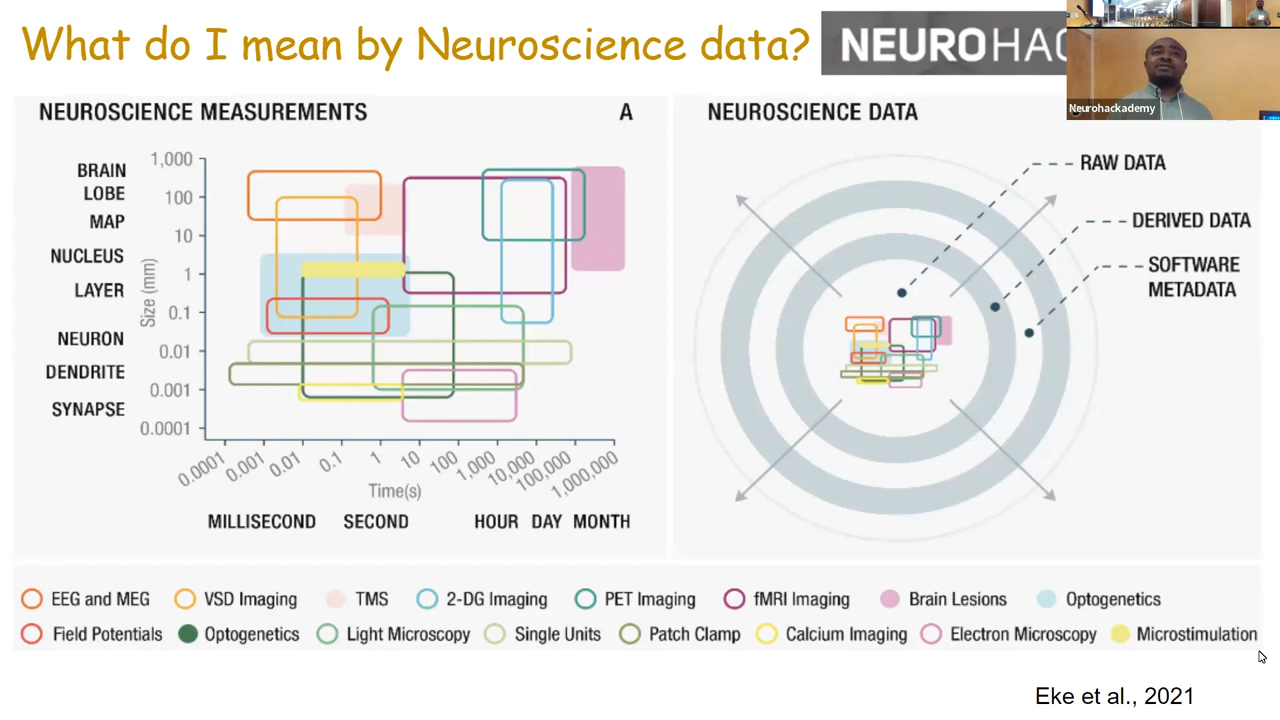 What do I mean by Neuroscience data?
NEUROHAC
Neurohackademy
NEUROSCIENCE MEASUREMENTS
A
BRAIN
LOBE
MAP
NUCLEUS
LAYER
NEURON
DENDRITE
SYNAPSE
Size (mm)
1,000
100
10
1
0.1
0.01
0.001
0.0001
0.0001 0.001 0.01 0.1 1 10 100 1,000 10,000 100,000 1,000,000
Time(s)
MILLISECOND SECOND HOUR DAY MONTH
NEUROSCIENCE DATA
RAW DATA
DERIVED DATA
SOFTWARE
METADATA
EEG and MEG VSD Imaging TMS 2-DG Imaging PET Imaging fMRI Imaging Brain Lesions Optogenetics
Field Potentials Optogenetics Light Microscopy Single Units Patch Clamp Calcium Imaging Electron Microscopy Microstimulation
Eke et al., 2021